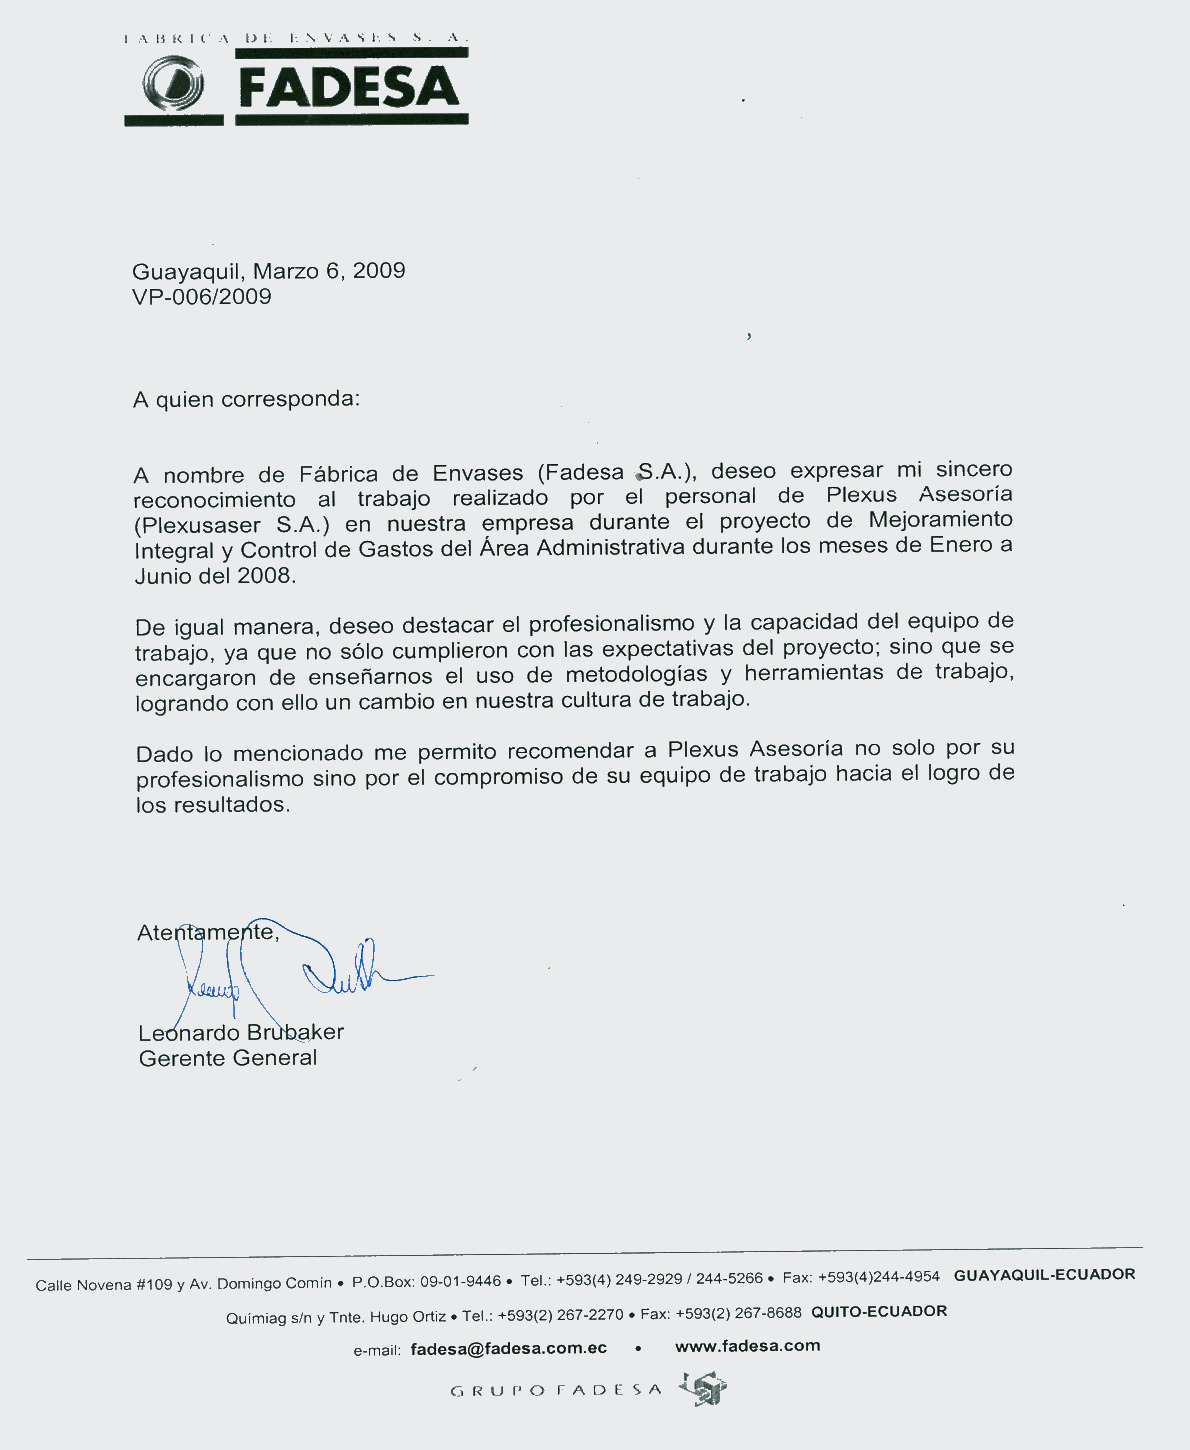 FABRICA DE ENVASES S. A.
FADESA
Guayaquil, Marzo 6, 2009
VP-006/2009
A quien corresponda:
A nombre de Fábrica de Envases (Fadesa S.A.), deseo expresar mi sincero
reconocimiento al trabajo realizado por el personal de Plexus Asesoría
(Plexusaser S.A.) en nuestra empresa durante el proyecto de Mejoramiento
Integral y Control de Gastos del Área Administrativa durante los meses de Enero a
Junio del 2008.
De igual manera, deseo destacar el profesionalismo y la capacidad del equipo de
trabajo, ya que no sólo cumplieron con las expectativas del proyecto; sino que se
encargaron de enseñarnos el uso de metodologías y herramientas de trabajo,
logrando con ello un cambio en nuestra cultura de trabajo.
Dado lo mencionado me permito recomendar a Plexus Asesoría no solo por su
profesionalismo sino por el compromiso de su equipo de trabajo hacia el logro de
los resultados.
Atentamente,
Leonardo Brubaker
Gerente General
Calle Novena #109 y Av. Domingo Comín • P.O.Box: 09-01-9446 • Tel.: +593(4) 249-2929 / 244-5266 • Fax: +593(4)244-4954 GUAYAQUIL-ECUADOR
Químiag s/n y Tnte. Hugo Ortiz • Tel.: +593(2) 267-2270 • Fax: +593(2) 267-8688 QUITO-ECUADOR
e-mail: fadesa@fadesa.com.ec • www.fadesa.com
GRUPO FADESA